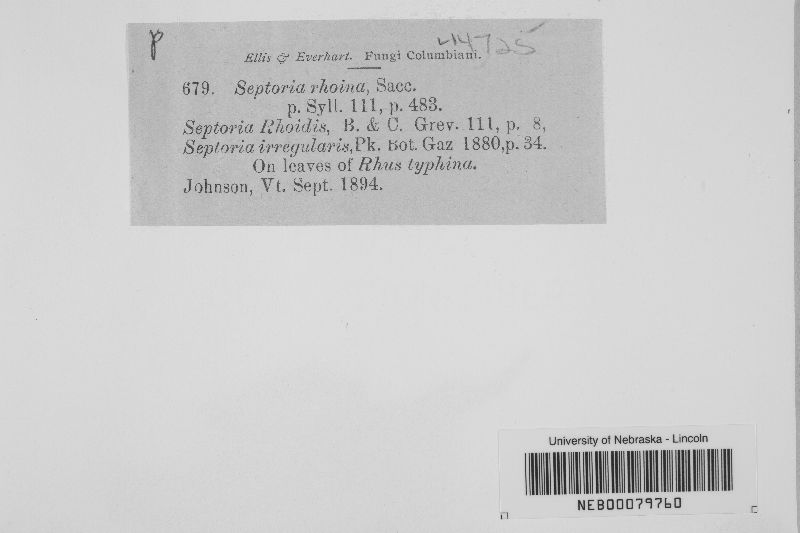 p
414725
Ellis & Everhart. Fungi Columbiani.
679. Septoria rhoina, Sacc.
p. Syll. 111, p. 483.
Septoria Rhoidis, B. & C. Grev. 111, p. 8,
Septoria irregularis, Pk. Bot. Gaz 1880, p. 34.
On leaves of Rhus typhina.
Johnson, Vt. Sept. 1894.
University of Nebraska - Lincoln
NEB00079760